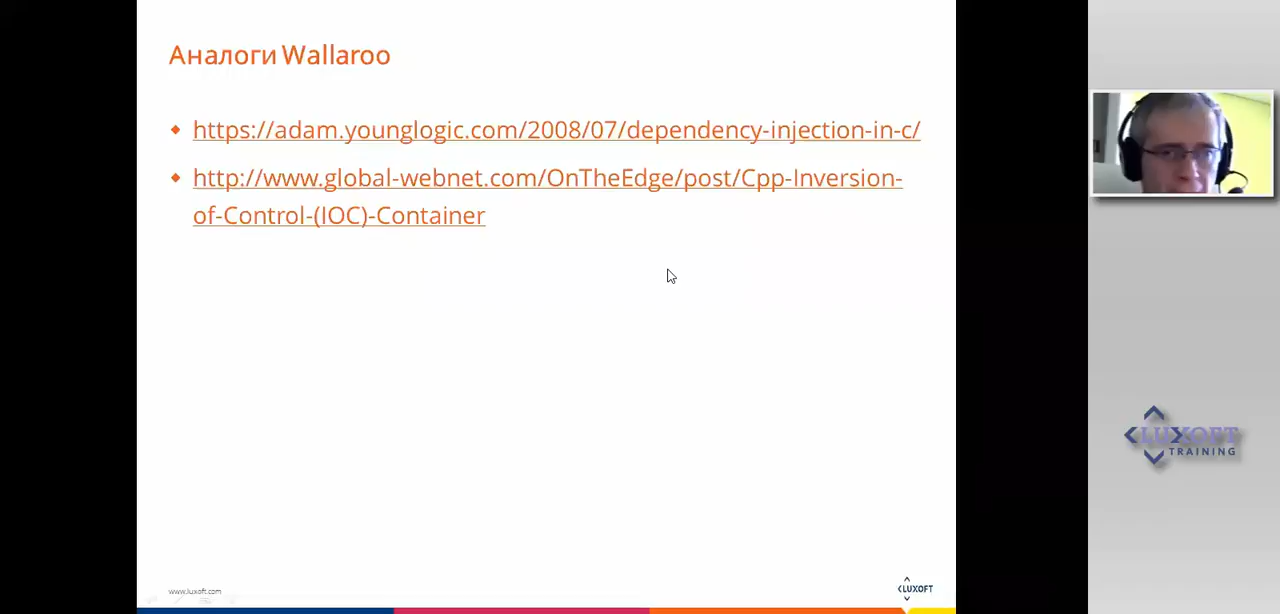 Аналоги Wallaroo
https://adam.younglogic.com/2008/07/dependency-injection-in-c/
http://www.global-webnet.com/OnTheEdge/post/Cpp-Inversion-
of-Control-(IOC)-Container
LUXOFT
TRAINING
www.luxoft.com
LUXOFT